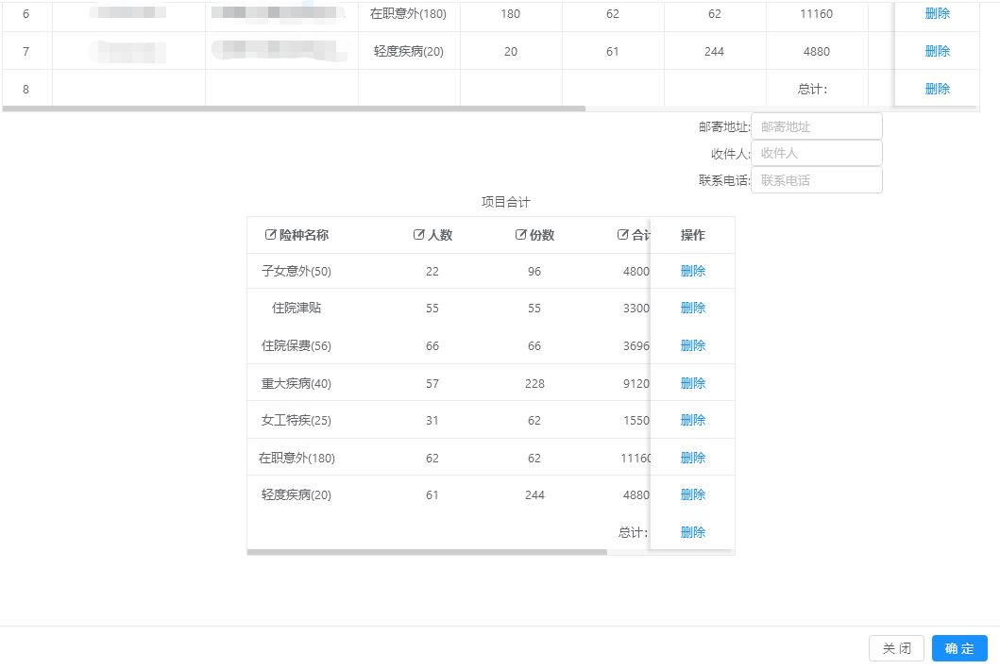 6 在职意外(180) 180 62 62 11160 删除
7 轻度疾病(20) 20 61 244 4880 删除
8 总计： 删除
邮寄地址: 邮寄地址
收件人: 收件人
联系电话: 联系电话
项目合计
险种名称 人数 份数 合计 操作
子女意外(50) 22 96 4800 删除
住院津贴 55 55 3300 删除
住院保费(56) 66 66 3696 删除
重大疾病(40) 57 228 9120 删除
女工特疾(25) 31 62 1550 删除
在职意外(180) 62 62 11160 删除
轻度疾病(20) 61 244 4880 删除
总计： 删除
关 闭 确 定